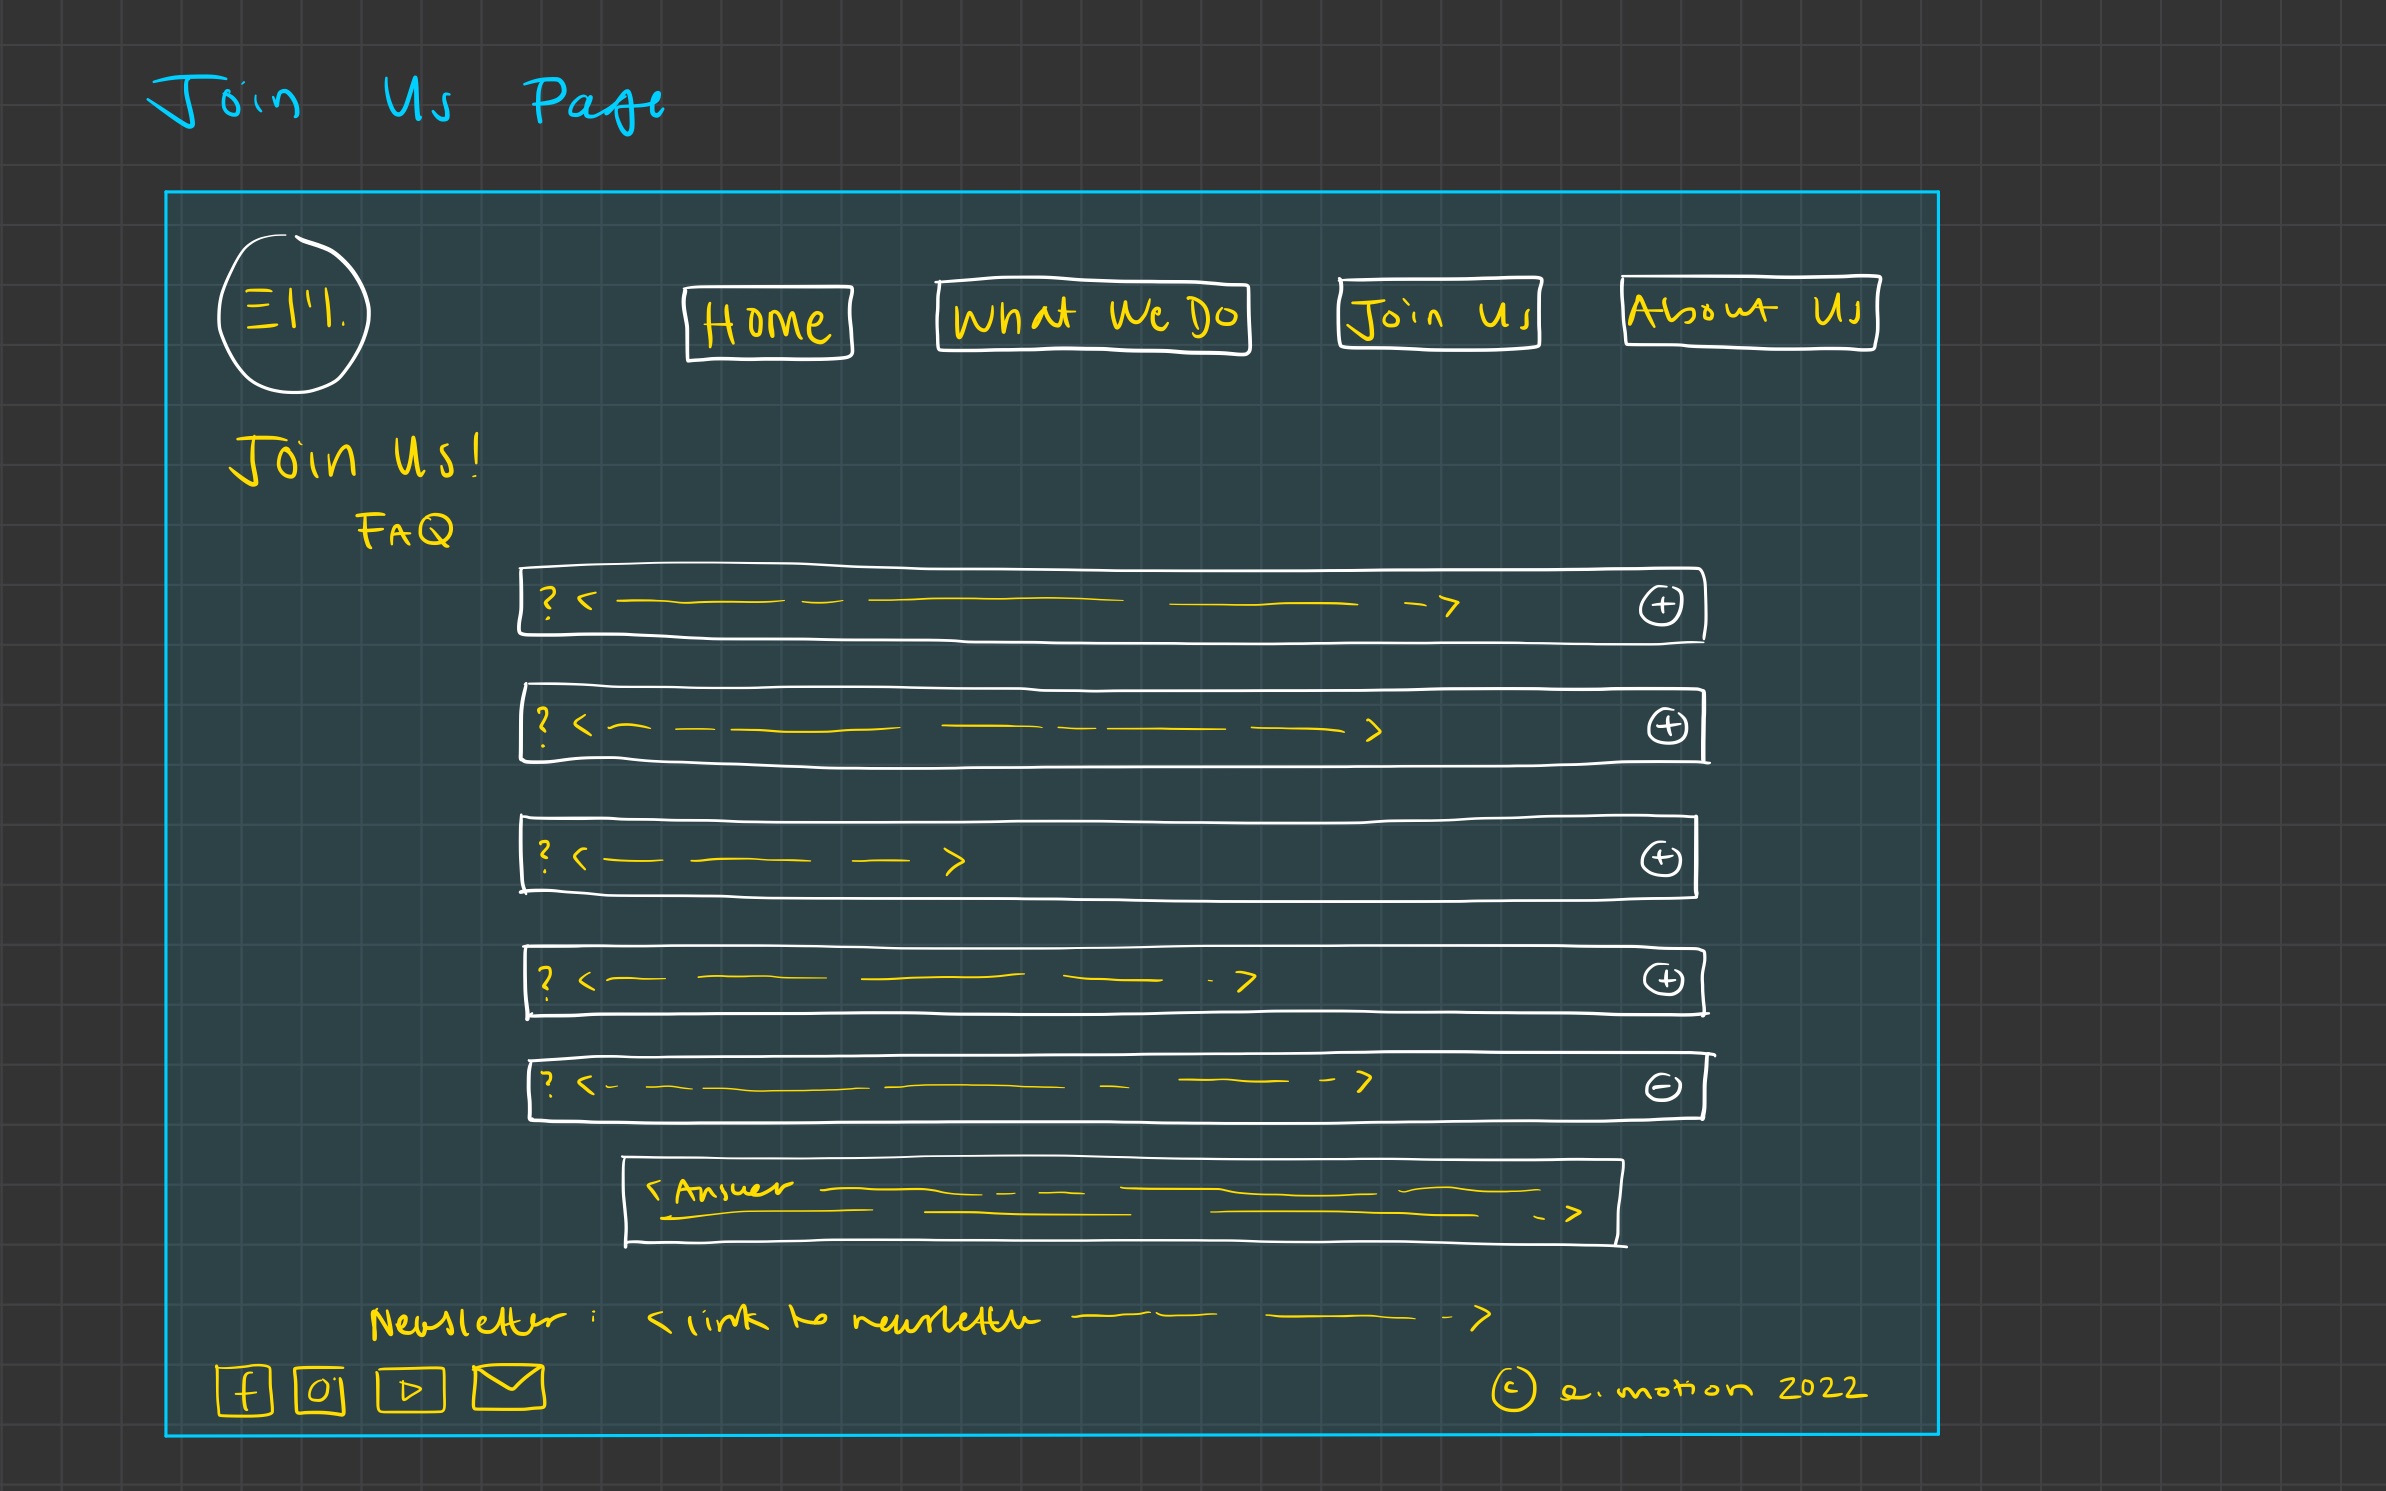 Join Us Page
Home
What We Do
Join Us
About Us
Join Us!
FAQ
? < >
? < >
? < >
? < >
? < >
< Answer >
Newsletter : < link to newsletter >
© e.motion 2022